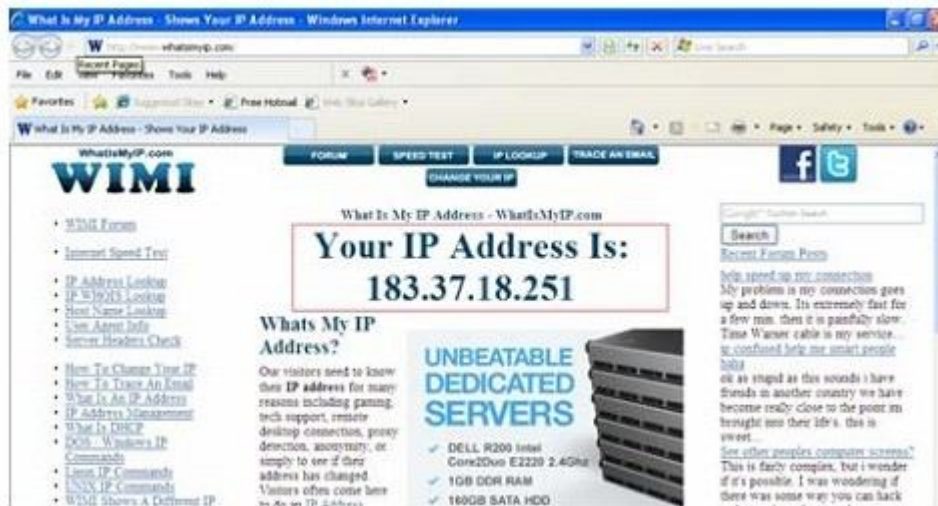 What Is My IP Address - Shows Your IP Address - Windows Internet Explorer
whatismyip.com/
Live Search
Recent Pages
File Edit View Favorites Tools Help
Favorites Suggested Sites Free Hotmail Web Slice Gallery
What Is My IP Address - Shows Your IP Address
Page Safety Tools
WhatIsMyIP.com
WIMI
FORUM SPEED TEST IP LOOKUP TRACE AN EMAIL
CHANGE YOUR IP
WIMI Forum
Internet Speed Test
IP Address Lookup
IP WHOIS Lookup
Host Name Lookup
User Agent Info
Server Headers Check
How To Change Your IP
How To Trace An Email
What Is An IP Address
IP Address Management
What Is DHCP
DOS - Windows IP
Commands
Linux IP Commands
UNIX IP Commands
WIMI Shows A Different IP
What Is My IP Address - WhatIsMyIP.com
Your IP Address Is:
183.37.18.251
Whats My IP
Address?
Our visitors need to know
their IP address for many
reasons including gaming,
tech support, remote
desktop connection, proxy
detection, anonymity, or
simply to see if their
address has changed.
Visitors often come here
to do an IP Address
UNBEATABLE
DEDICATED
SERVERS
DELL R200 Intel
Core2Duo E2220 2.4Ghz
1GB DDR RAM
160GB SATA HDD
f t
Search
Recent Forum Posts
help speed up my connection
My problem is my connection goes
up and down. Its extremely fast for
a few min. then it is painfully slow.
Time Warner cable is my service...
so confused help me smart people
haha
ok as stupid as this sounds i have
friends in another country we have
become really close to the point im
brought into their life's. this is
sweet...
See other peoples computer screens?
This is fairly complex, but i wonder
if it's possible. I was wondering if
there was some way you can hack